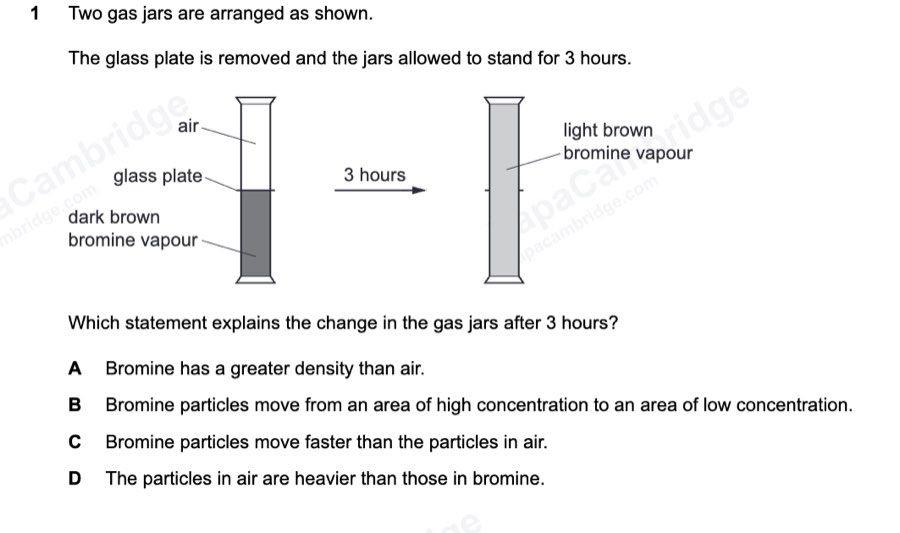 1 Two gas jars are arranged as shown.
The glass plate is removed and the jars allowed to stand for 3 hours.
air
glass plate
dark brown
bromine vapour
3 hours
light brown
bromine vapour
Which statement explains the change in the gas jars after 3 hours?
A Bromine has a greater density than air.
B Bromine particles move from an area of high concentration to an area of low concentration.
C Bromine particles move faster than the particles in air.
D The particles in air are heavier than those in bromine.